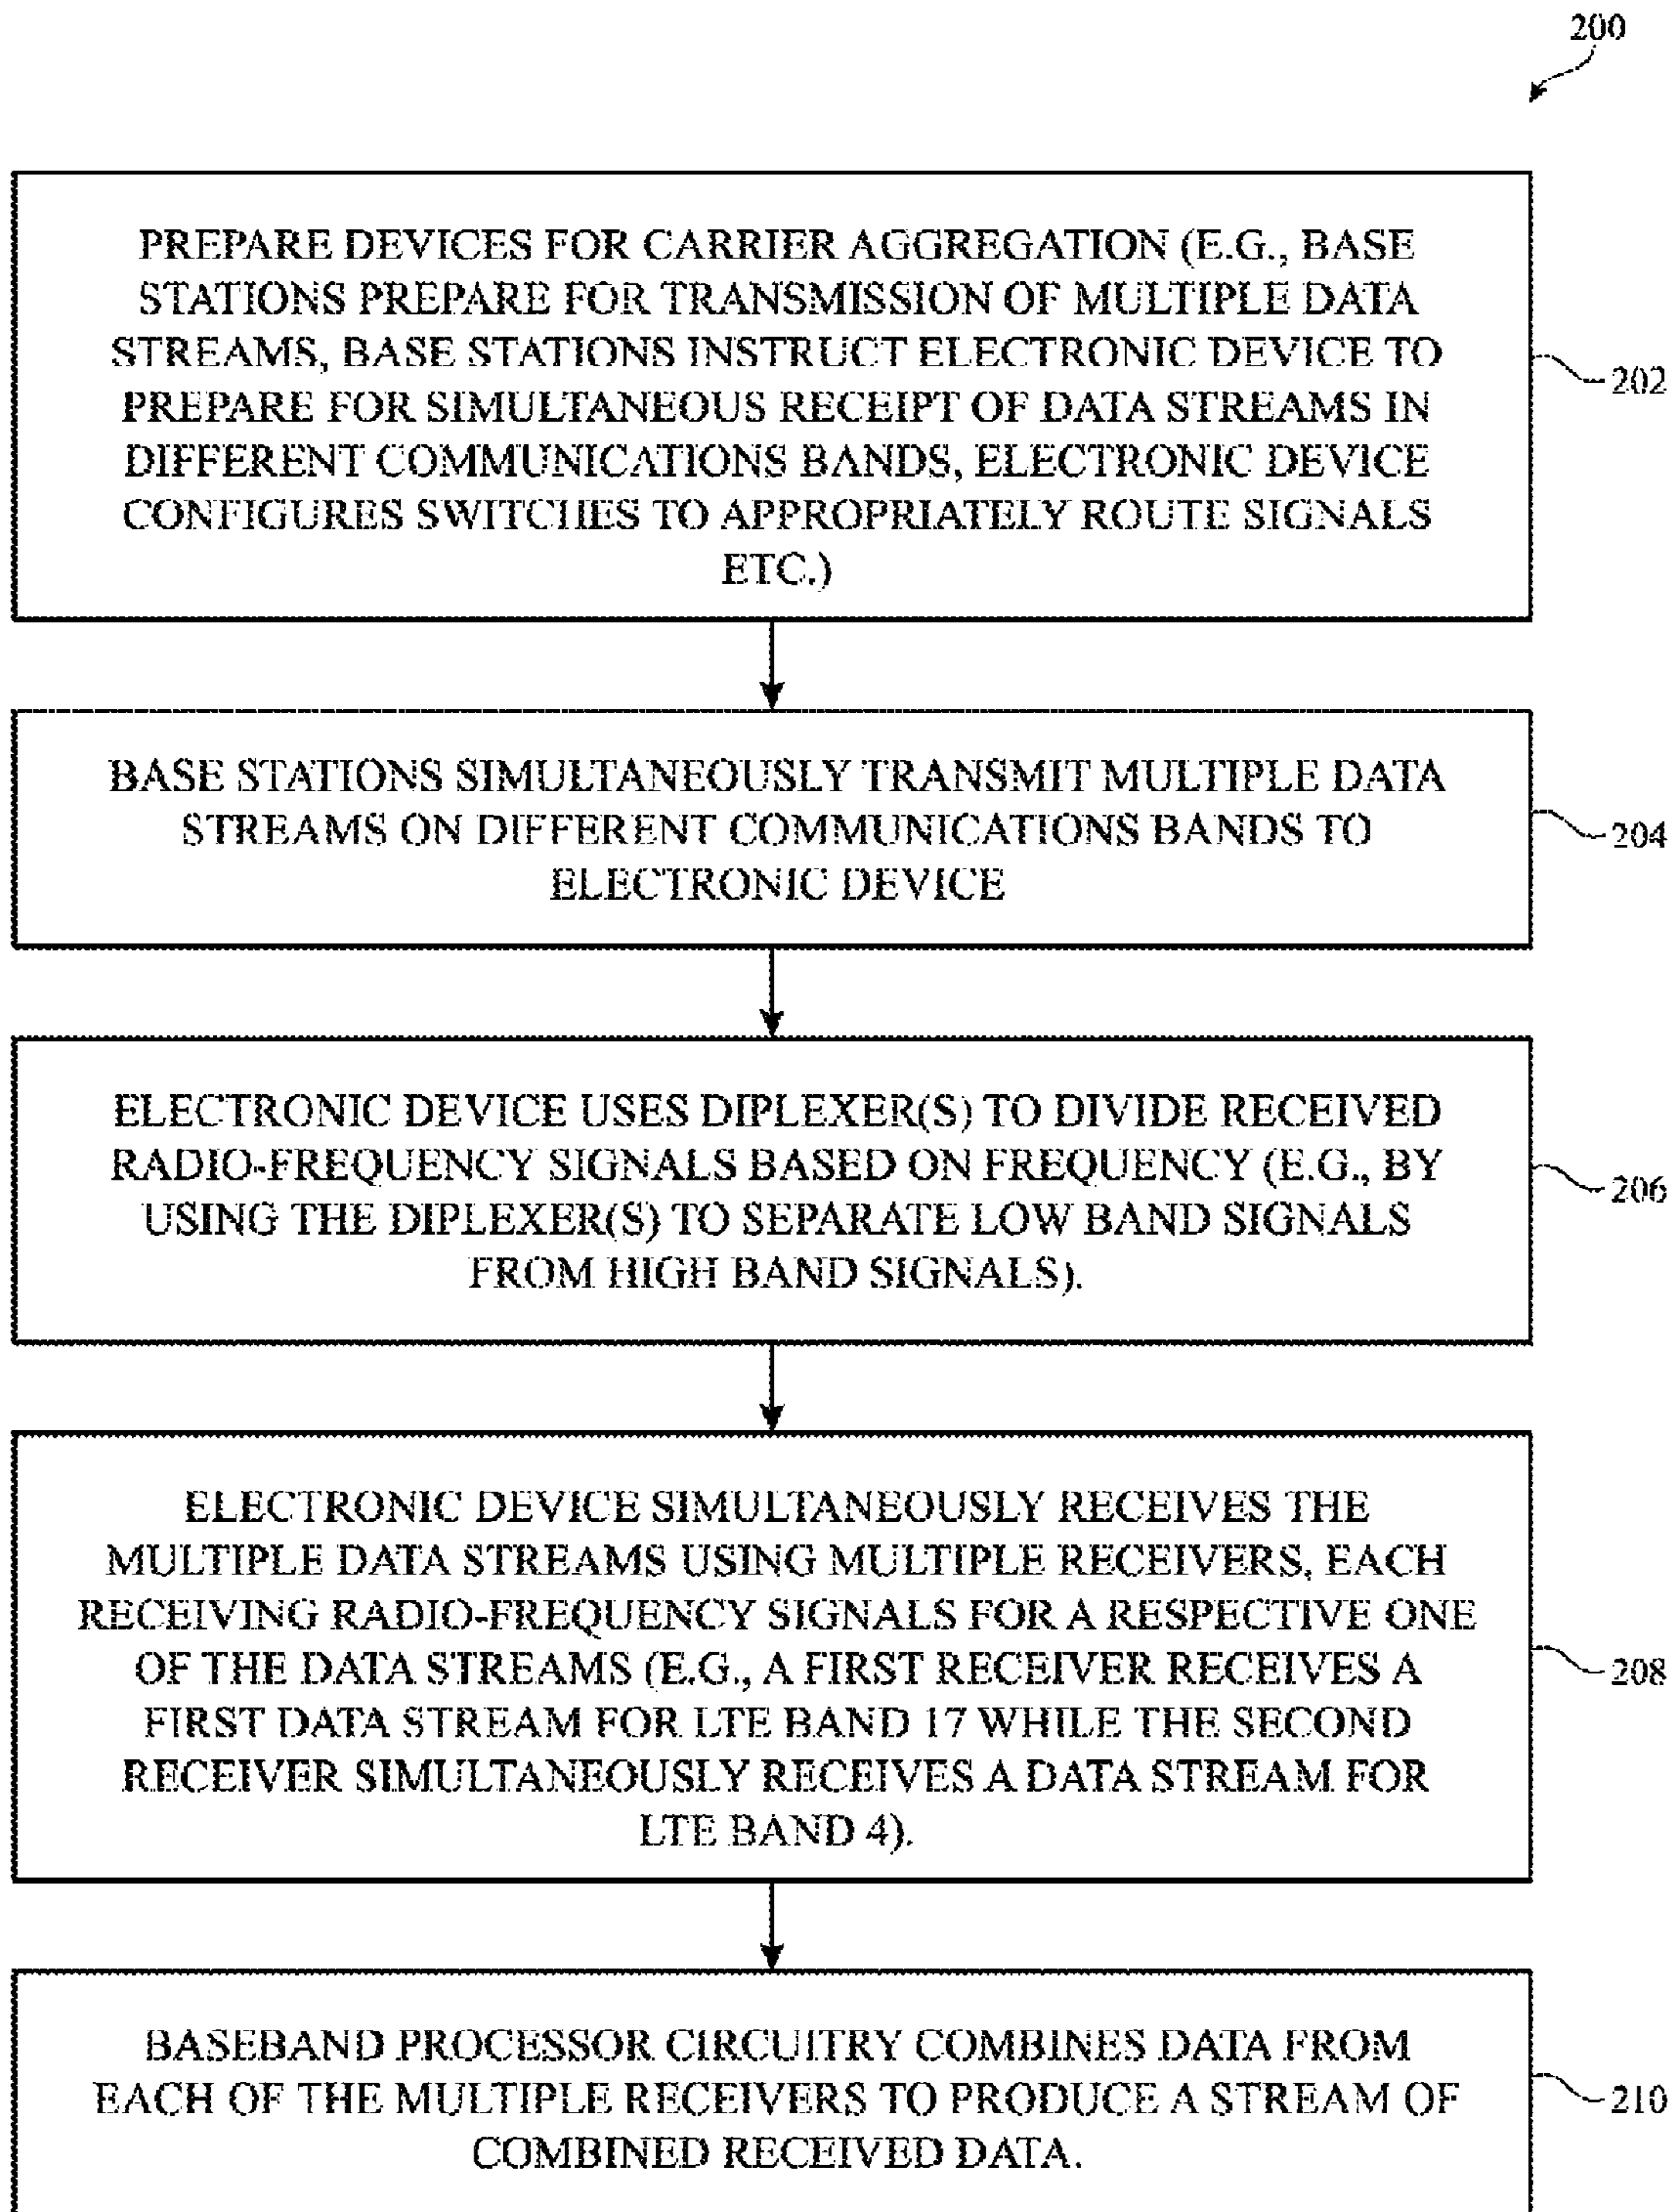 200
PREPARE DEVICES FOR CARRIER AGGREGATION (E.G., BASE
STATIONS PREPARE FOR TRANSMISSION OF MULTIPLE DATA
STREAMS, BASE STATIONS INSTRUCT ELECTRONIC DEVICE TO
PREPARE FOR SIMULTANEOUS RECEIPT OF DATA STREAMS IN
DIFFERENT COMMUNICATIONS BANDS, ELECTRONIC DEVICE
CONFIGURES SWITCHES TO APPROPRIATELY ROUTE SIGNALS
ETC.)
202
BASE STATIONS SIMULTANEOUSLY TRANSMIT MULTIPLE DATA
STREAMS ON DIFFERENT COMMUNICATIONS BANDS TO
ELECTRONIC DEVICE
204
ELECTRONIC DEVICE USES DIPLEXER(S) TO DIVIDE RECEIVED
RADIO-FREQUENCY SIGNALS BASED ON FREQUENCY (E.G., BY
USING THE DIPLEXER(S) TO SEPARATE LOW BAND SIGNALS
FROM HIGH BAND SIGNALS).
206
ELECTRONIC DEVICE SIMULTANEOUSLY RECEIVES THE
MULTIPLE DATA STREAMS USING MULTIPLE RECEIVERS, EACH
RECEIVING RADIO-FREQUENCY SIGNALS FOR A RESPECTIVE ONE
OF THE DATA STREAMS (E.G., A FIRST RECEIVER RECEIVES A
FIRST DATA STREAM FOR LTE BAND 17 WHILE THE SECOND
RECEIVER SIMULTANEOUSLY RECEIVES A DATA STREAM FOR
LTE BAND 4).
208
BASEBAND PROCESSOR CIRCUITRY COMBINES DATA FROM
EACH OF THE MULTIPLE RECEIVERS TO PRODUCE A STREAM OF
COMBINED RECEIVED DATA.
210